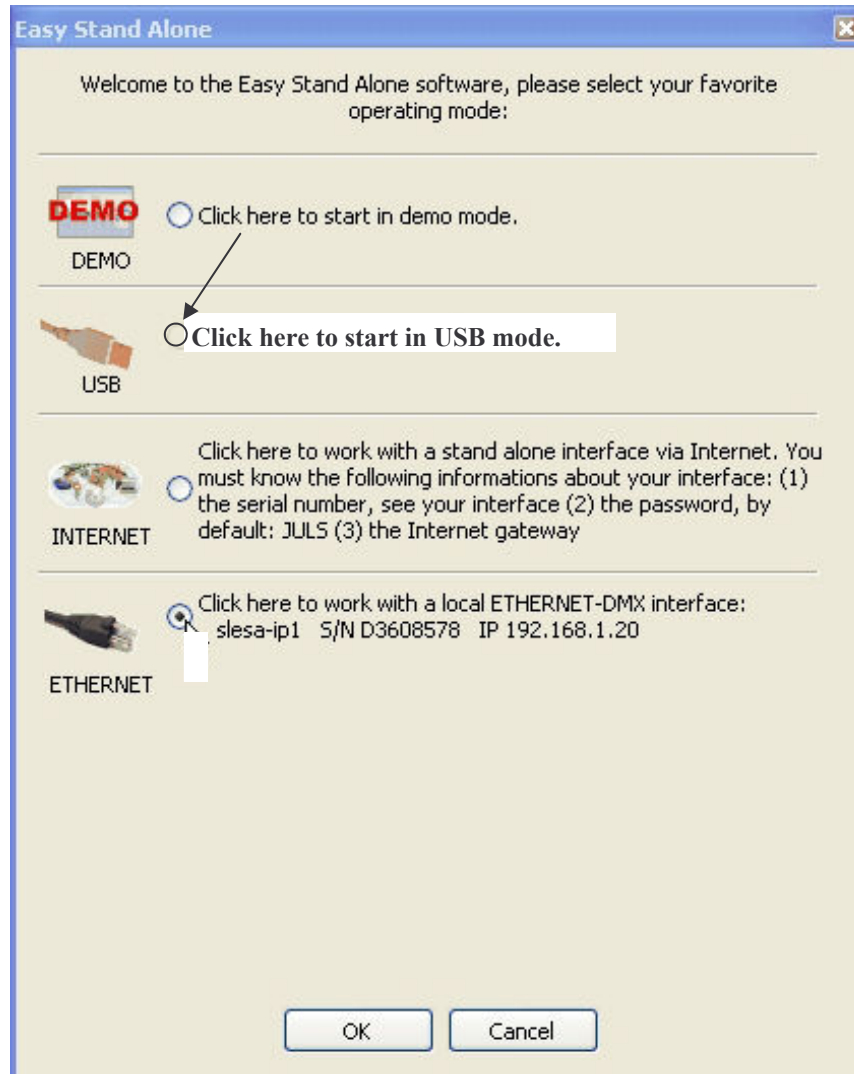 Easy Stand Alone
Welcome to the Easy Stand Alone software, please select your favorite
operating mode:
DEMO
Click here to start in demo mode.
DEMO
Click here to start in USB mode.
USB
Click here to work with a stand alone interface via Internet. You
must know the following informations about your interface: (1)
the serial number, see your interface (2) the password, by
default: JULS (3) the Internet gateway
INTERNET
Click here to work with a local ETHERNET-DMX interface:
slesa-ip1 S/N D3608578 IP 192.168.1.20
ETHERNET
OK
Cancel